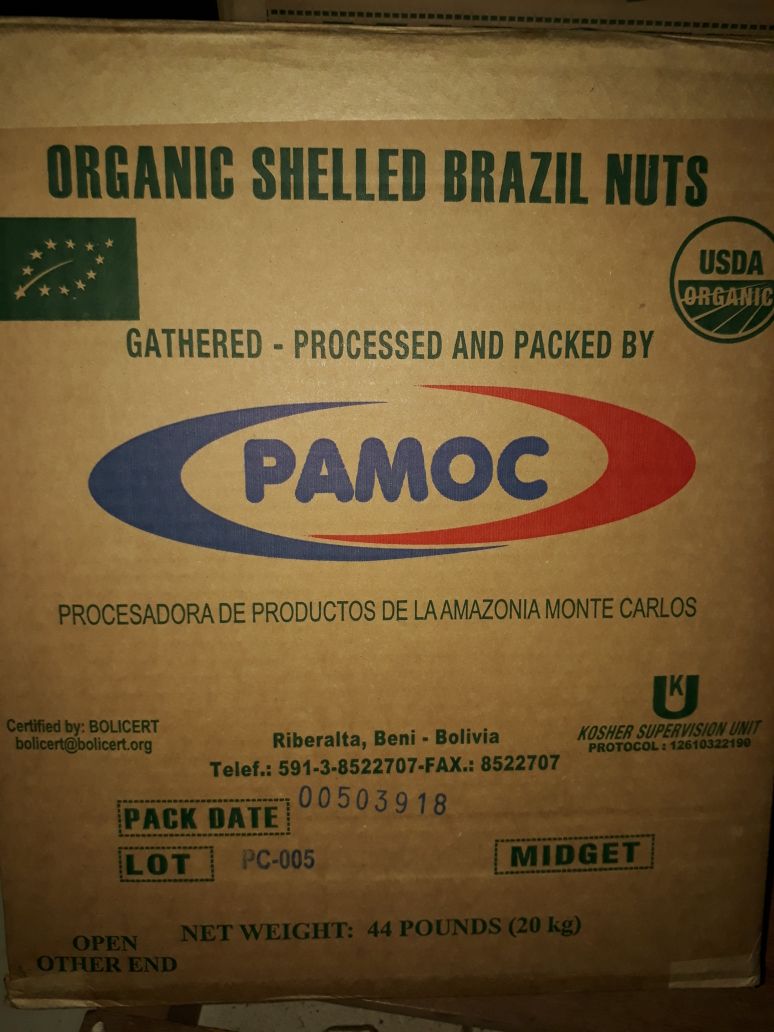 ORGANIC SHELLED BRAZIL NUTS
USDA
ORGANIC
GATHERED - PROCESSED AND PACKED BY
PAMOC
PROCESADORA DE PRODUCTOS DE LA AMAZONIA MONTE CARLOS
Certified by: BOLICERT
bolicert@bolicert.org
UK
KOSHER SUPERVISION UNIT
PROTOCOL : 12610322190
Riberalta, Beni - Bolivia
Telef.: 591-3-8522707-FAX.: 8522707
PACK DATE 00503918
LOT PC-005
MIDGET
NET WEIGHT: 44 POUNDS (20 kg)
OPEN
OTHER END